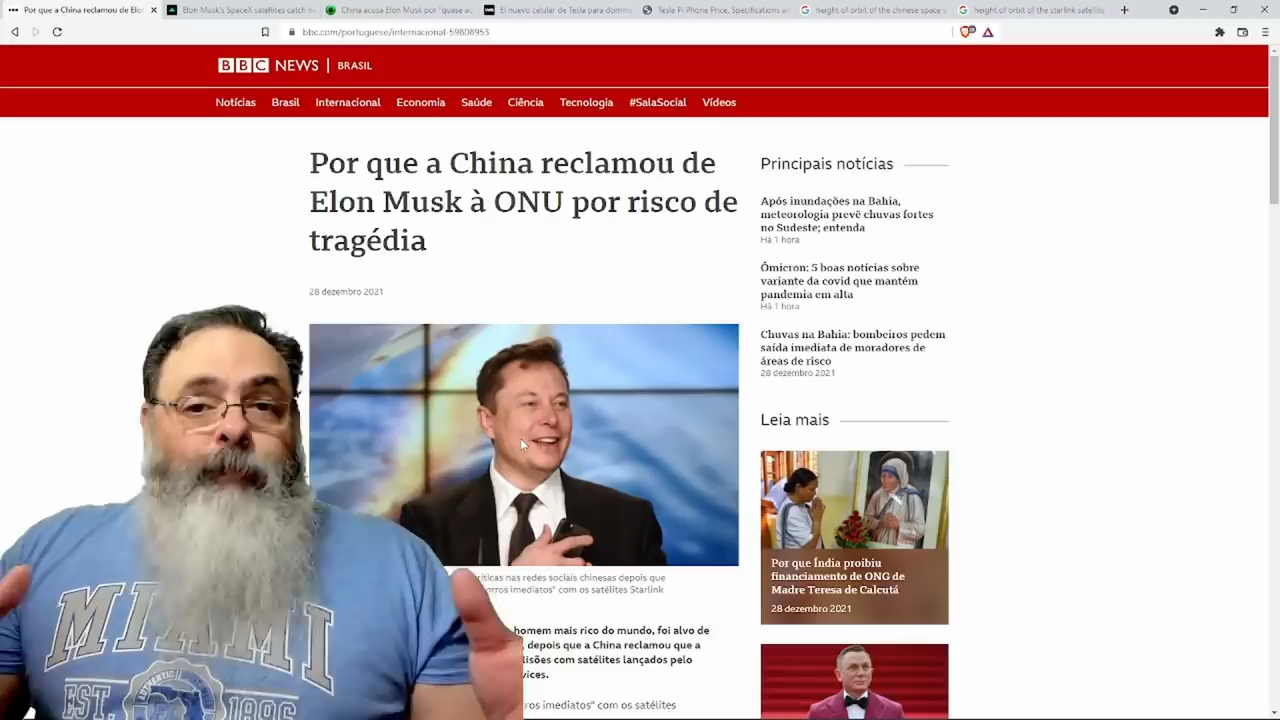 Por que a China reclamou de Elon
Elon Musk's SpaceX satellites catch h
China acusa Elon Musk por "quase ac
El nuevo celular de Tesla para domina
Tesla Pi Phone Price, Specifications an
height of orbit of the chinese space s
height of orbit of the starlink satellite
bbc.com/portuguese/internacional-59808953
BBC NEWS | BRASIL
Notícias Brasil Internacional Economia Saúde Ciência Tecnologia #SalaSocial Vídeos
Por que a China reclamou de
Elon Musk à ONU por risco de
tragédia
28 dezembro 2021
críticas nas redes sociais chinesas depois que
"ntros imediatos" com os satélites Starlink
homem mais rico do mundo, foi alvo de
, depois que a China reclamou que a
lisões com satélites lançados pelo
vices.
ros imediatos" com os satélites
Principais notícias
Após inundações na Bahia,
meteorologia prevê chuvas fortes
no Sudeste; entenda
Há 1 hora
Ômicron: 5 boas notícias sobre
variante da covid que mantém
pandemia em alta
Há 1 hora
Chuvas na Bahia: bombeiros pedem
saída imediata de moradores de
áreas de risco
28 dezembro 2021
Leia mais
Por que Índia proibiu
financiamento de ONG de
Madre Teresa de Calcutá
28 dezembro 2021
MIAMI
EST. 1896